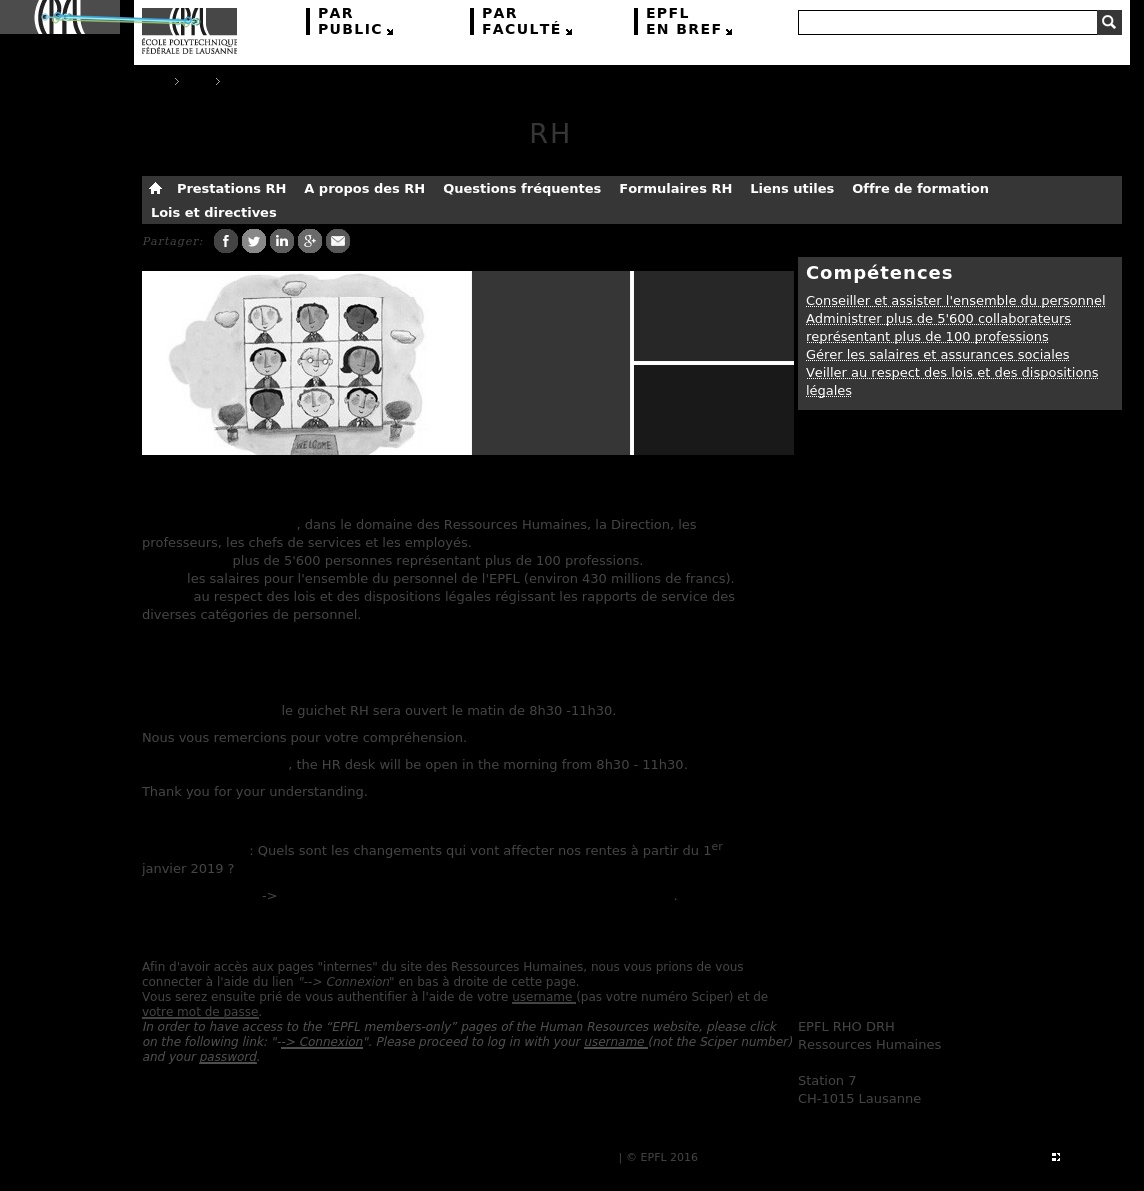 ÉCOLE POLYTECHNIQUE
FÉDÉRALE DE LAUSANNE
PAR
PUBLIC
PAR
FACULTÉ
EPFL
EN BREF
RH
Prestations RH A propos des RH Questions fréquentes Formulaires RH Liens utiles Offre de formation
Lois et directives
Partager:
WELCOME
Compétences
Conseiller et assister l'ensemble du personnel
Administrer plus de 5'600 collaborateurs
représentant plus de 100 professions
Gérer les salaires et assurances sociales
Veiller au respect des lois et des dispositions
légales
, dans le domaine des Ressources Humaines, la Direction, les
professeurs, les chefs de services et les employés.
plus de 5'600 personnes représentant plus de 100 professions.
les salaires pour l'ensemble du personnel de l'EPFL (environ 430 millions de francs).
au respect des lois et des dispositions légales régissant les rapports de service des
diverses catégories de personnel.
le guichet RH sera ouvert le matin de 8h30 -11h30.
Nous vous remercions pour votre compréhension.
, the HR desk will be open in the morning from 8h30 - 11h30.
Thank you for your understanding.
: Quels sont les changements qui vont affecter nos rentes à partir du 1er
janvier 2019 ?
-> .
Afin d'avoir accès aux pages "internes" du site des Ressources Humaines, nous vous prions de vous
connecter à l'aide du lien "--> Connexion" en bas à droite de cette page.
Vous serez ensuite prié de vous authentifier à l'aide de votre username (pas votre numéro Sciper) et de
votre mot de passe.
In order to have access to the “EPFL members-only” pages of the Human Resources website, please click
on the following link: "--> Connexion". Please proceed to log in with your username (not the Sciper number)
and your password.
EPFL RHO DRH
Ressources Humaines
Station 7
CH-1015 Lausanne
| © EPFL 2016